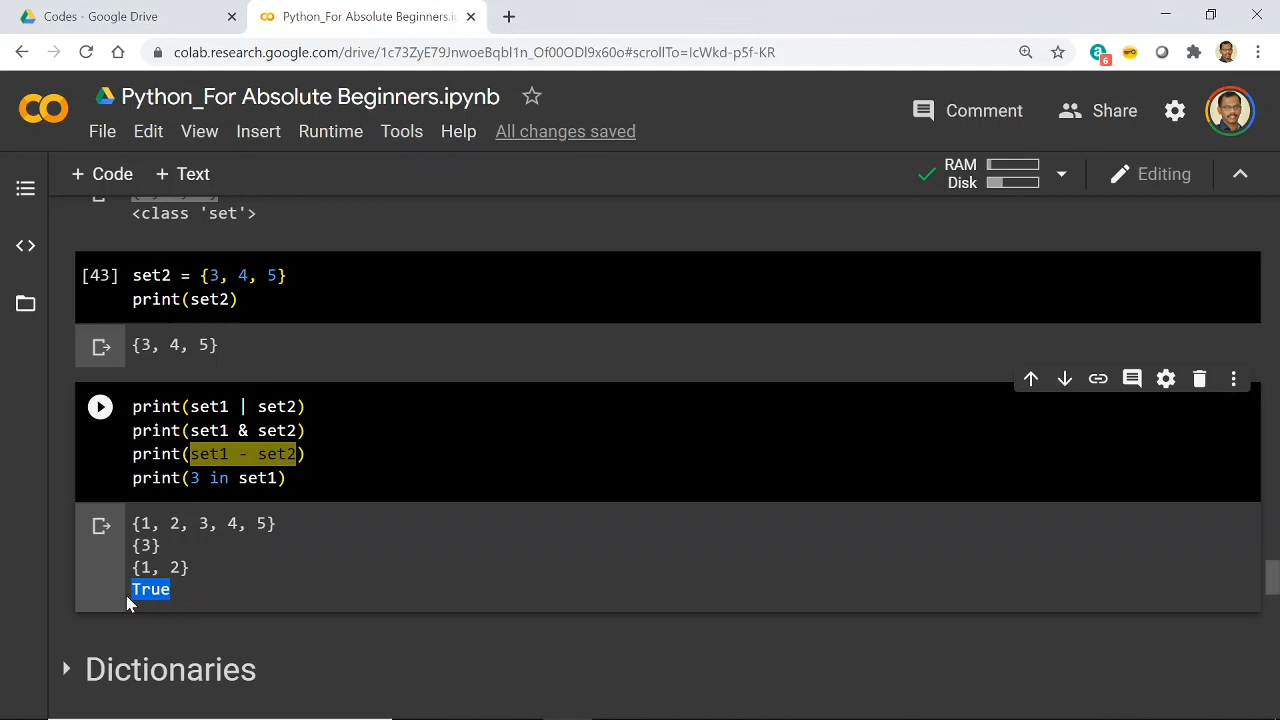 Codes - Google Drive
Python_For Absolute Beginners.i
colab.research.google.com/drive/1c73ZyE79JnwoeBqbI1n_Of00ODl9x60o#scrollTo=IcWkd-p5f-KR
6
Python_For Absolute Beginners.ipynb
Comment
Share
File Edit View Insert Runtime Tools Help All changes saved
+ Code + Text
RAM
Disk
Editing
<class 'set'>
[43] set2 = {3, 4, 5}
print(set2)
{3, 4, 5}
print(set1 | set2)
print(set1 & set2)
print(set1 - set2)
print(3 in set1)
{1, 2, 3, 4, 5}
{3}
{1, 2}
True
Dictionaries